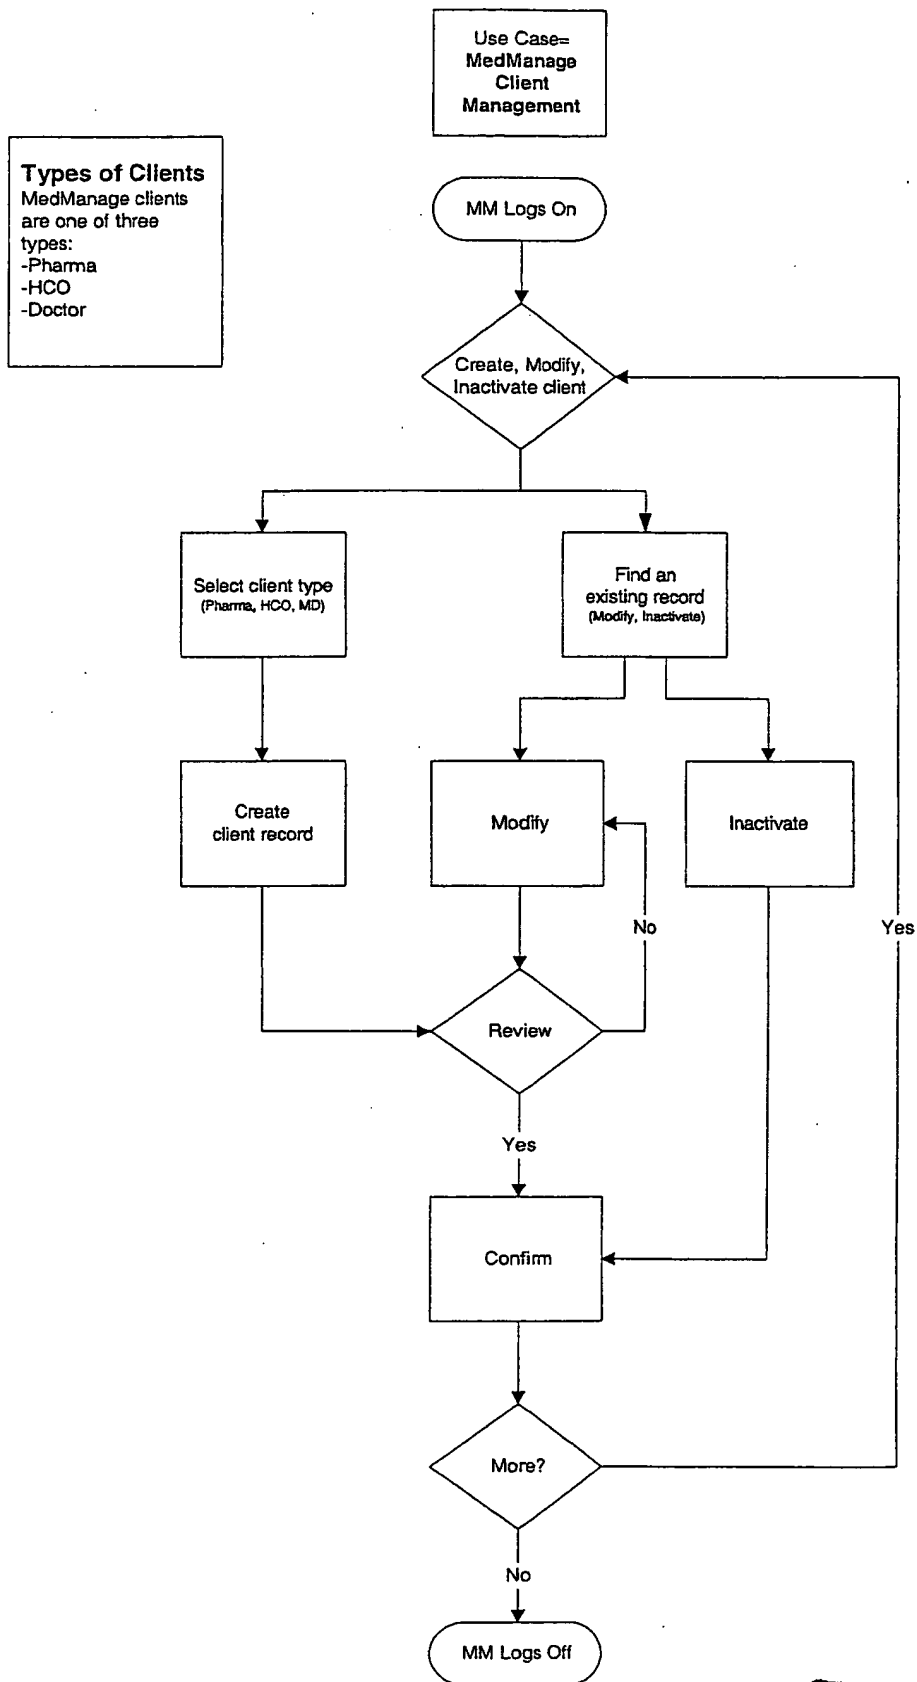 Use Case=
MedManage
Client
Management
Types of Clients
MedManage clients
are one of three
types:
-Pharma
-HCO
-Doctor
MM Logs On
Create, Modify,
Inactivate client
Select client type
(Pharma, HCO, MD)
Find an
existing record
(Modify, Inactivate)
Create
client record
Modify
Inactivate
No
Yes
Review
Yes
Confirm
More?
No
MM Logs Off